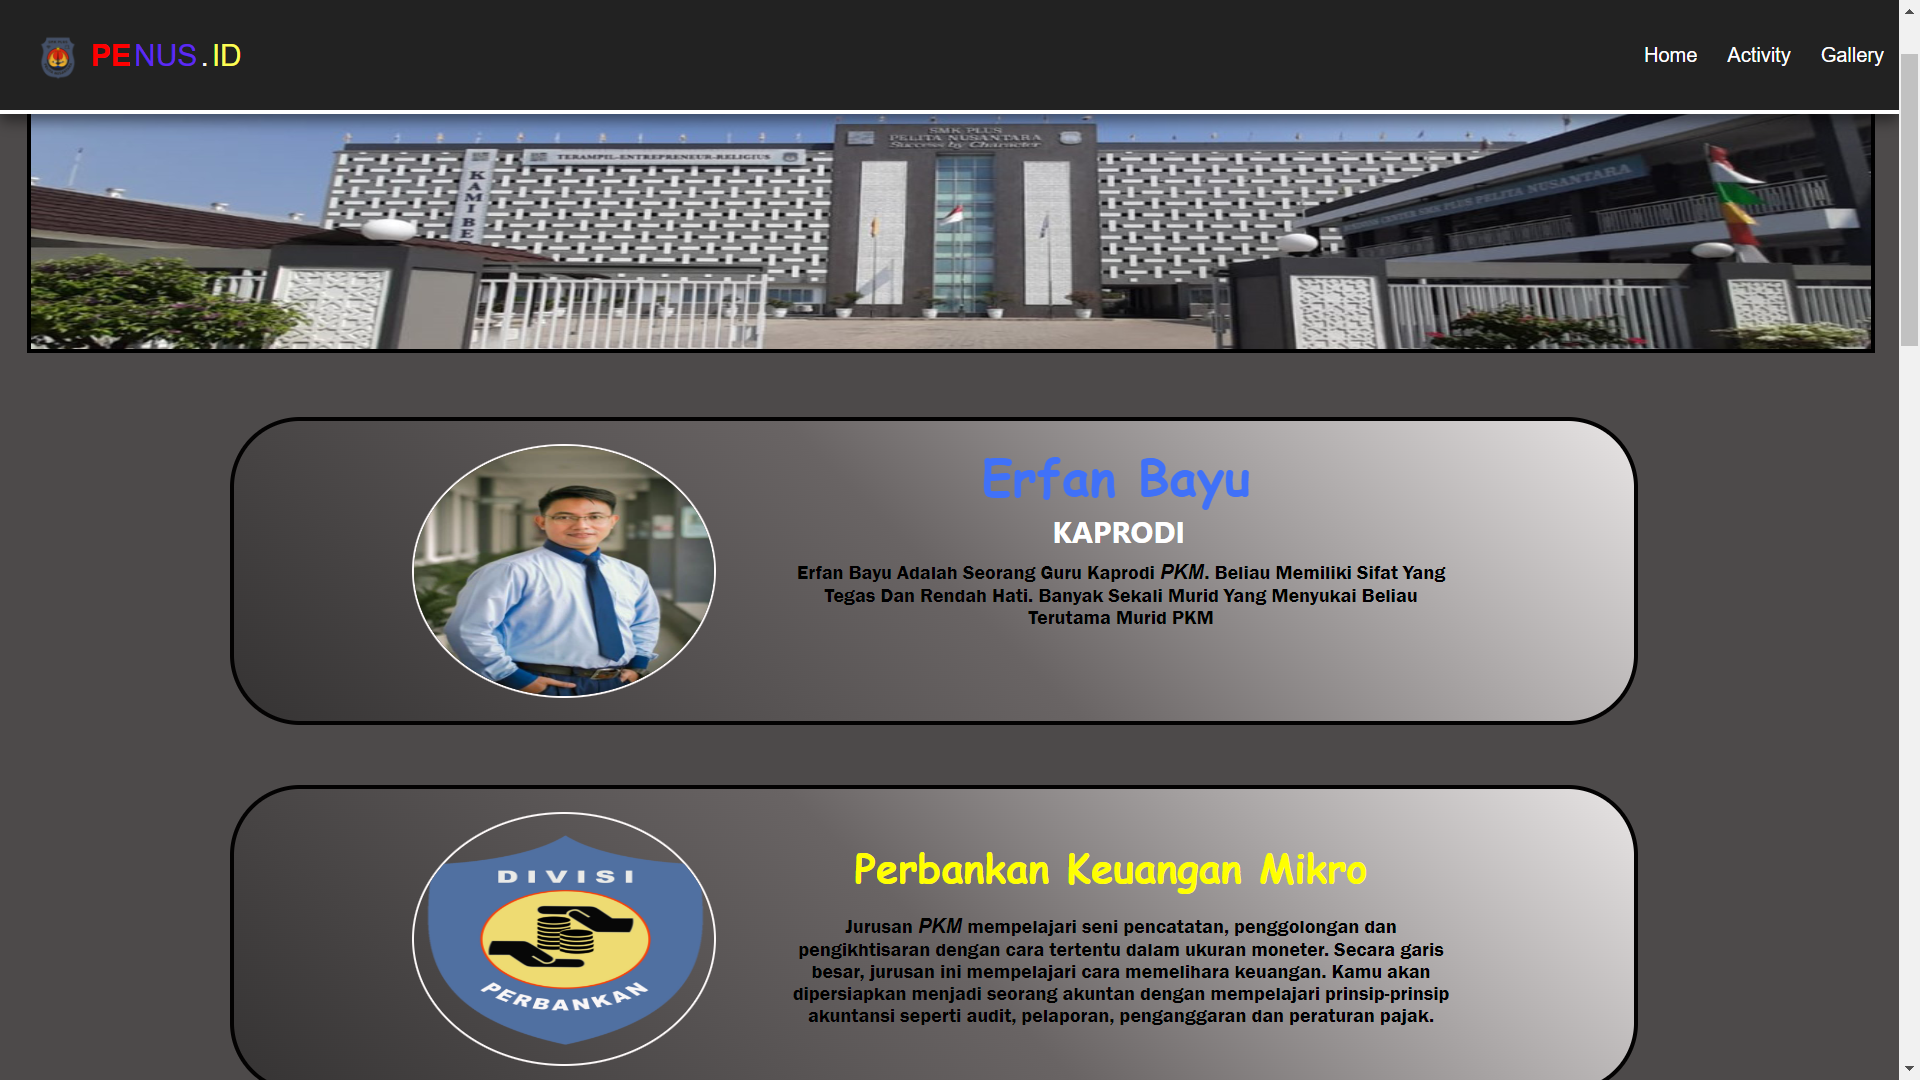 PENUS.ID
Home
Activity
Gallery
SMK PLUS
PELITA NUSANTARA
Success by Character
TERAMPIL-ENTREPRENEUR-RELIGIUS
KAMI BE
SMK PLUS PELITA NUSANTARA
Erfan Bayu
KAPRODI
Erfan Bayu Adalah Seorang Guru Kaprodi PKM. Beliau Memiliki Sifat Yang
Tegas Dan Rendah Hati. Banyak Sekali Murid Yang Menyukai Beliau
Terutama Murid PKM
DIVISI
PERBANKAN
Perbankan Keuangan Mikro
Jurusan PKM mempelajari seni pencatatan, penggolongan dan
pengikhtisaran dengan cara tertentu dalam ukuran moneter. Secara garis
besar, jurusan ini mempelajari cara memelihara keuangan. Kamu akan
dipersiapkan menjadi seorang akuntan dengan mempelajari prinsip-prinsip
akuntansi seperti audit, pelaporan, penganggaran dan peraturan pajak.